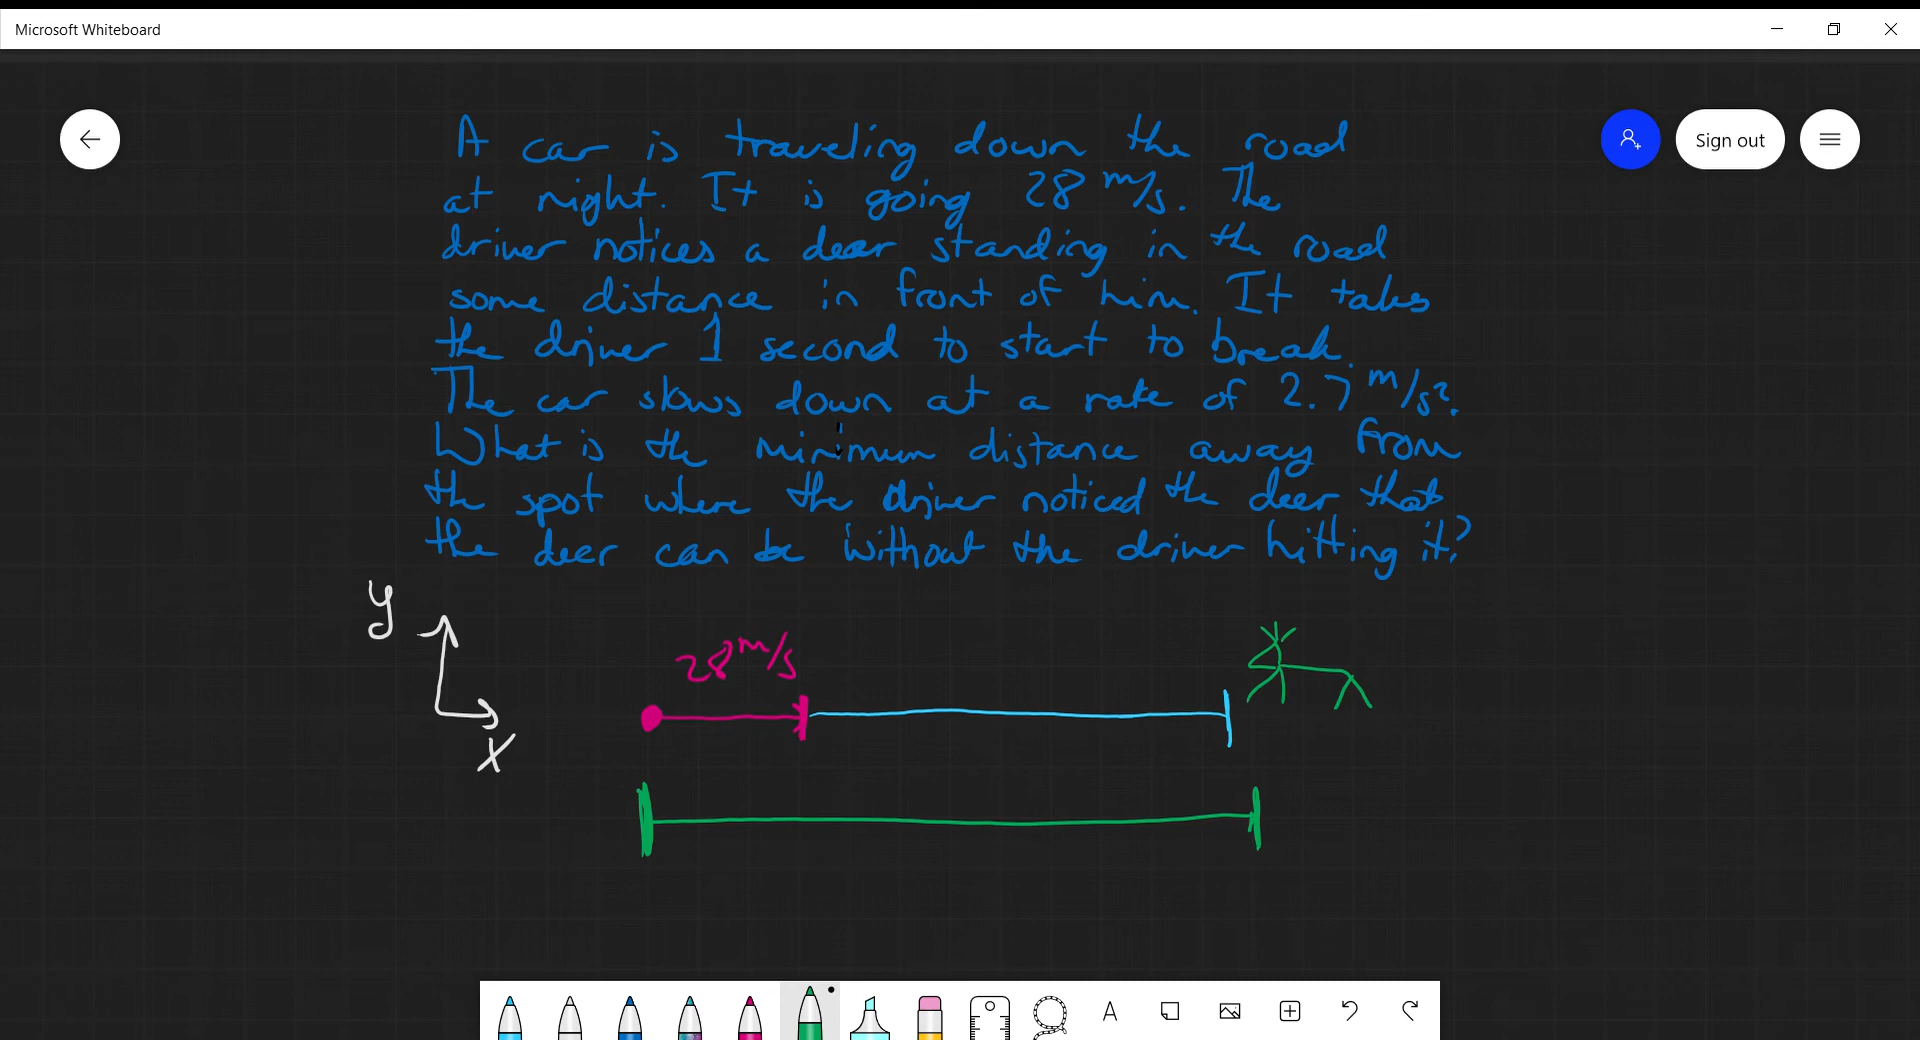 Microsoft Whiteboard
Sign out
A car is traveling down the road
at night. It is going 28 m/s. The
driver notices a deer standing in the road
some distance in front of him. It takes
the driver 1 second to start to break.
The car slows down at a rate of 2.7 m/s².
What is the minimum distance away from
the spot where the driver noticed the deer that
the deer can be without the driver hitting it?
y
28 m/s
x
A